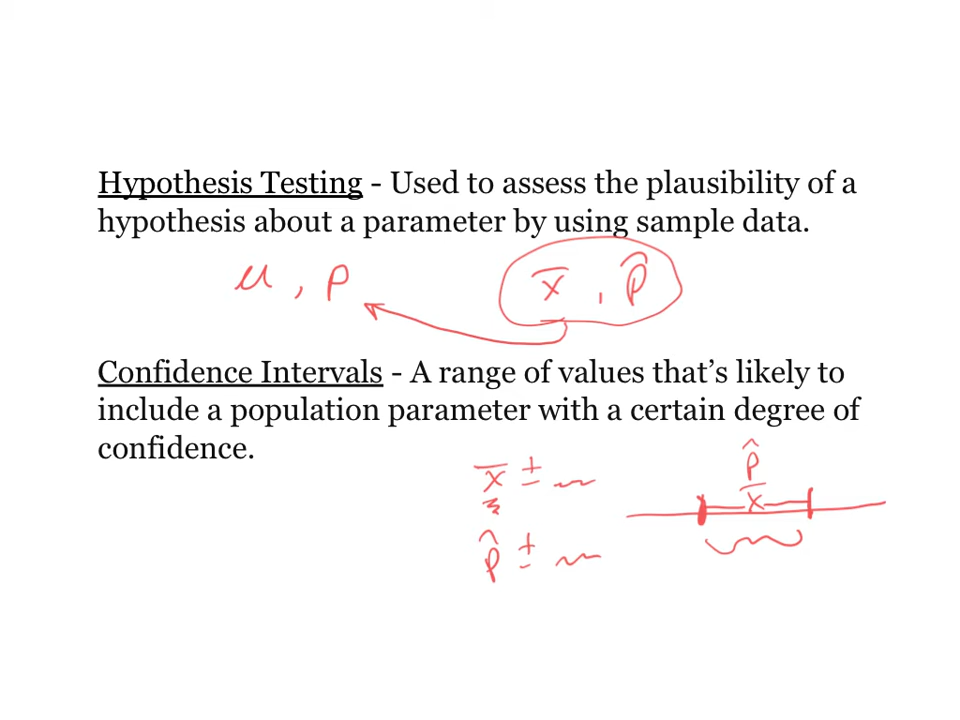 Hypothesis Testing - Used to assess the plausibility of a
hypothesis about a parameter by using sample data.
μ , p x̄ , p̂
Confidence Intervals - A range of values that’s likely to
include a population parameter with a certain degree of
confidence.
p̂
x̄ ± x̄
p̂ ±